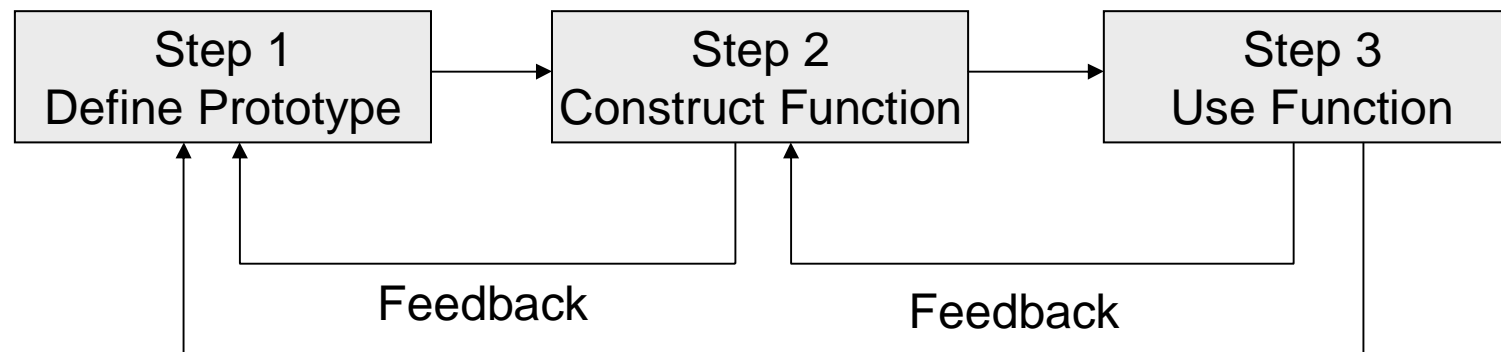 Step 1
Define Prototype
Step 2
Construct Function
Step 3
Use Function
Feedback
Feedback